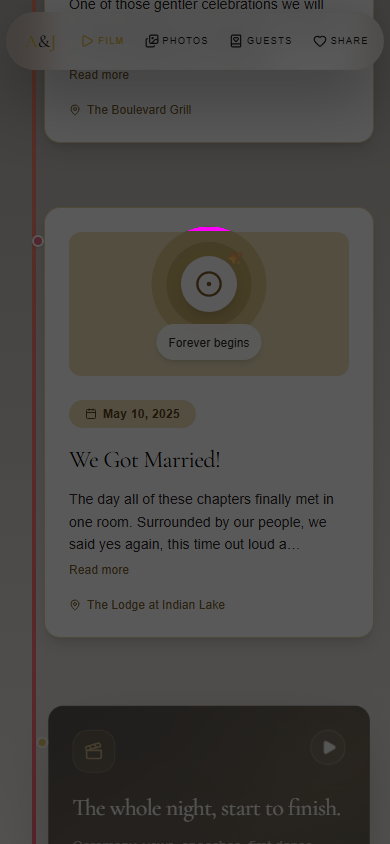 One of those gentler celebrations we will
A&J
FILM
PHOTOS
GUESTS
SHARE
Read more
The Boulevard Grill
Forever begins
May 10, 2025
We Got Married!
The day all of these chapters finally met in
one room. Surrounded by our people, we
said yes again, this time out loud a…
Read more
The Lodge at Indian Lake
The whole night, start to finish.